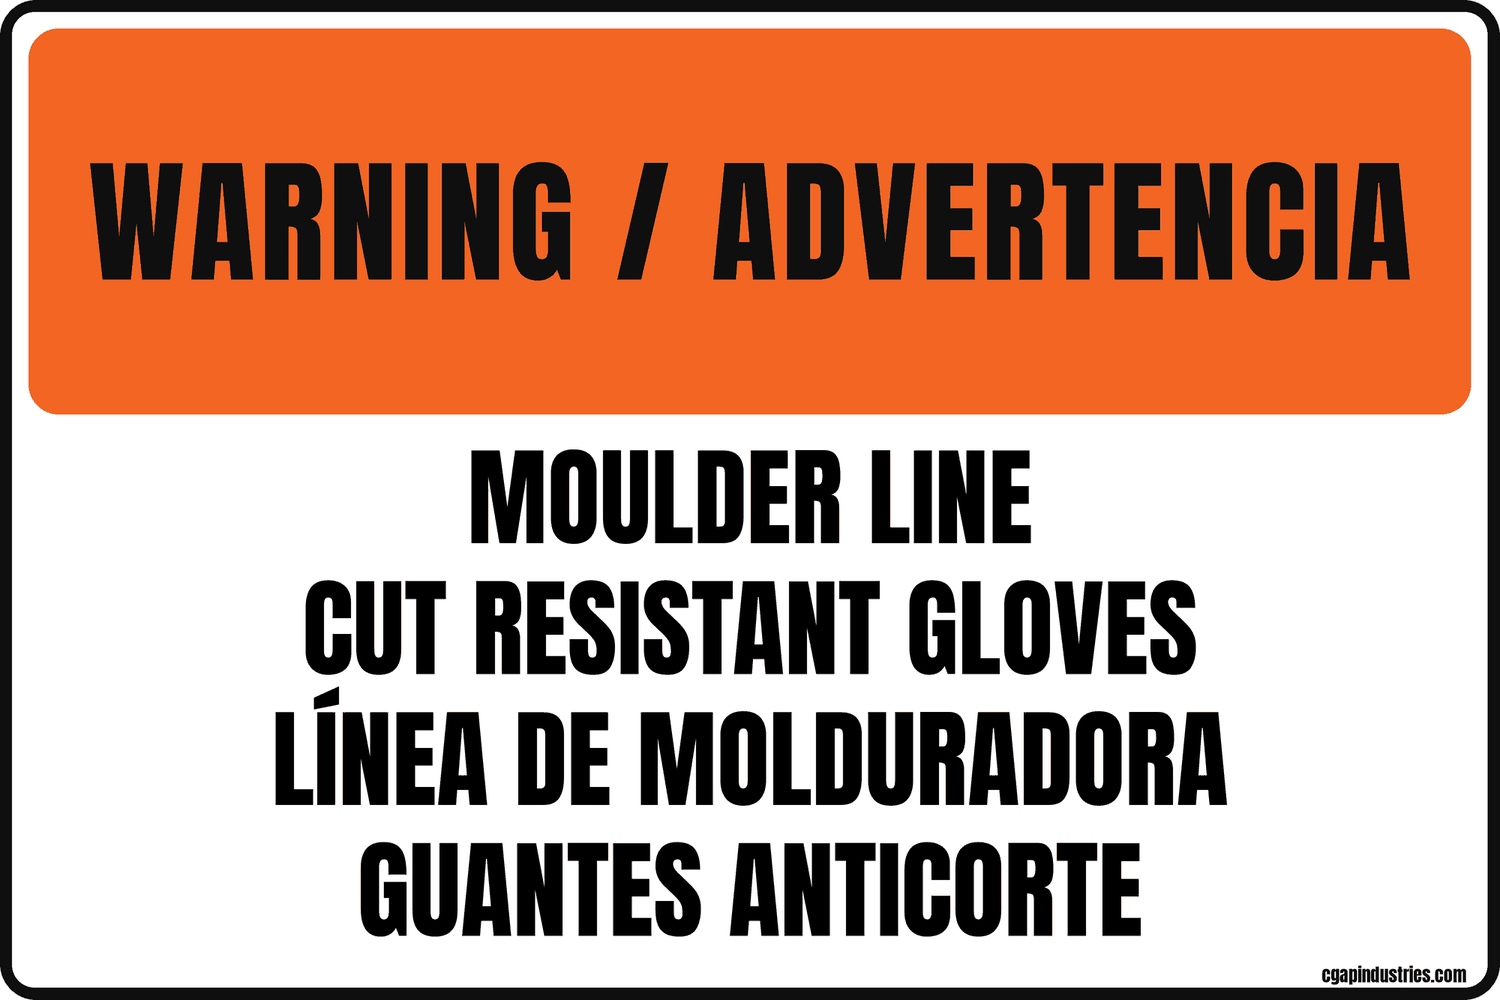 WARNING / ADVERTENCIA
MOULDER LINE
CUT RESISTANT GLOVES
LÍNEA DE MOLDURADORA
GUANTES ANTICORTE
cgapindustries.com